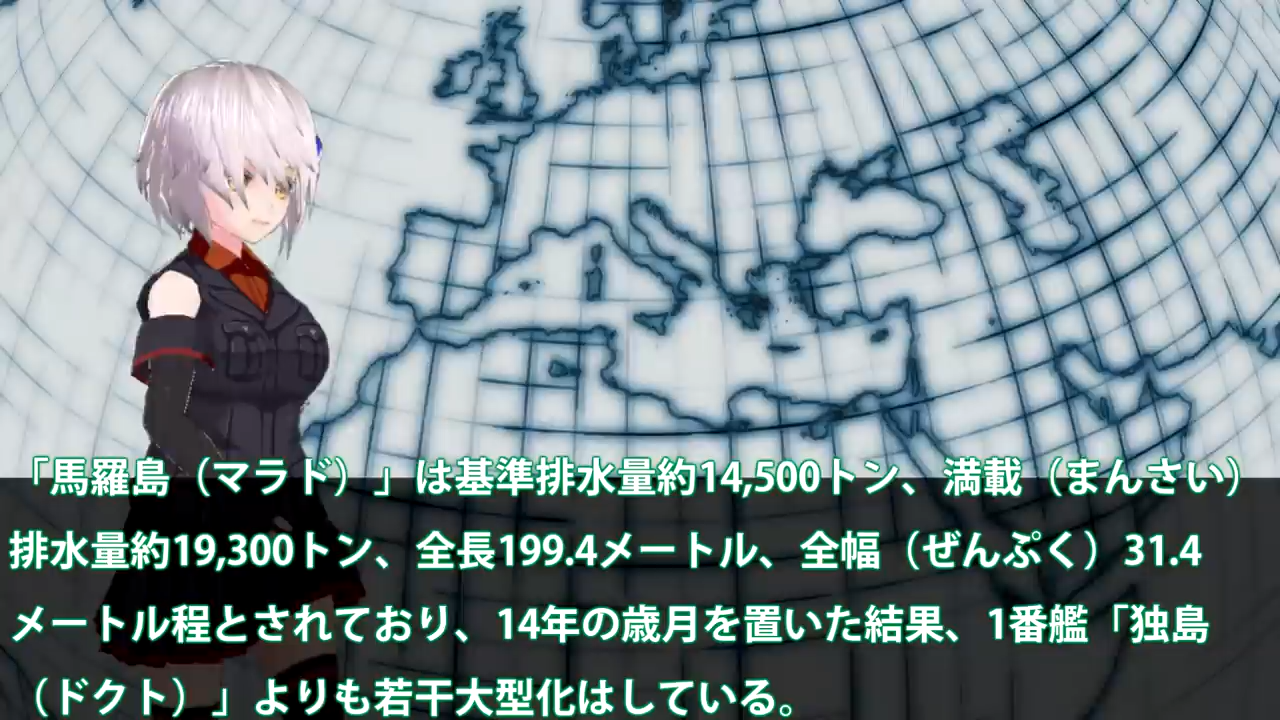 「馬羅島（マラド）」は基準排水量約14,500トン、満載（まんさい）
排水量約19,300トン、全長199.4メートル、全幅（ぜんぷく）31.4
メートル程とされており、14年の歳月を置いた結果、1番艦「独島
（ドクト）」よりも若干大型化はしている。